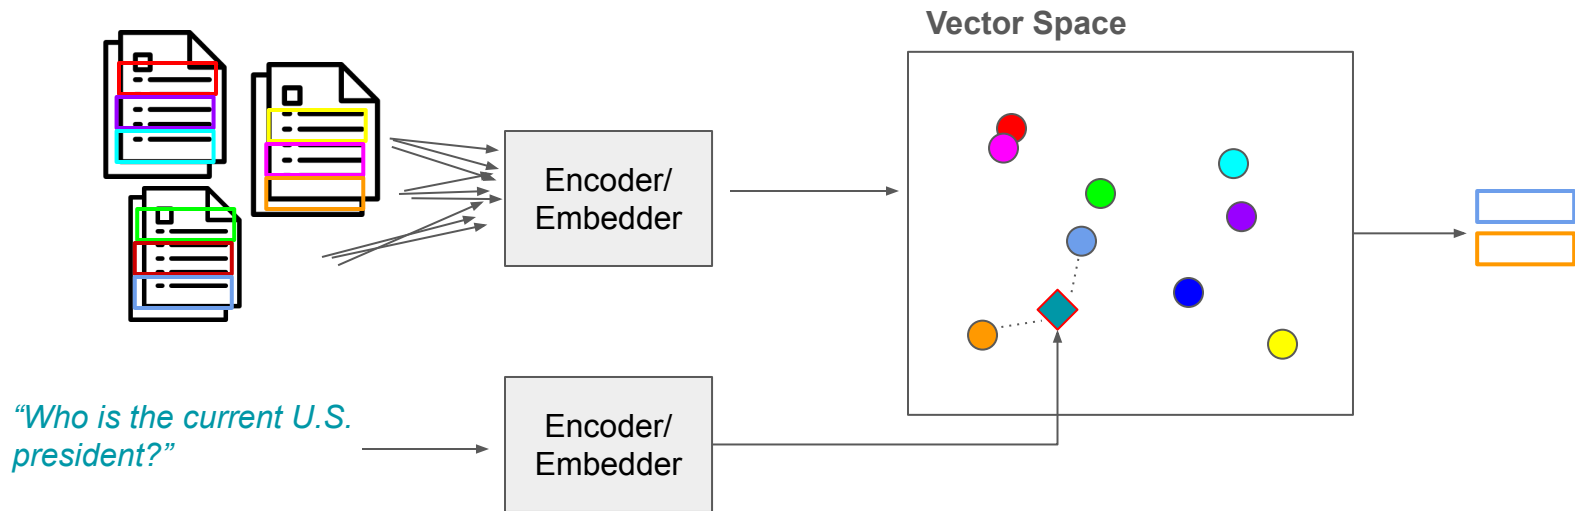 Vector Space
Encoder/
Embedder
“Who is the current U.S.
president?”
Encoder/
Embedder